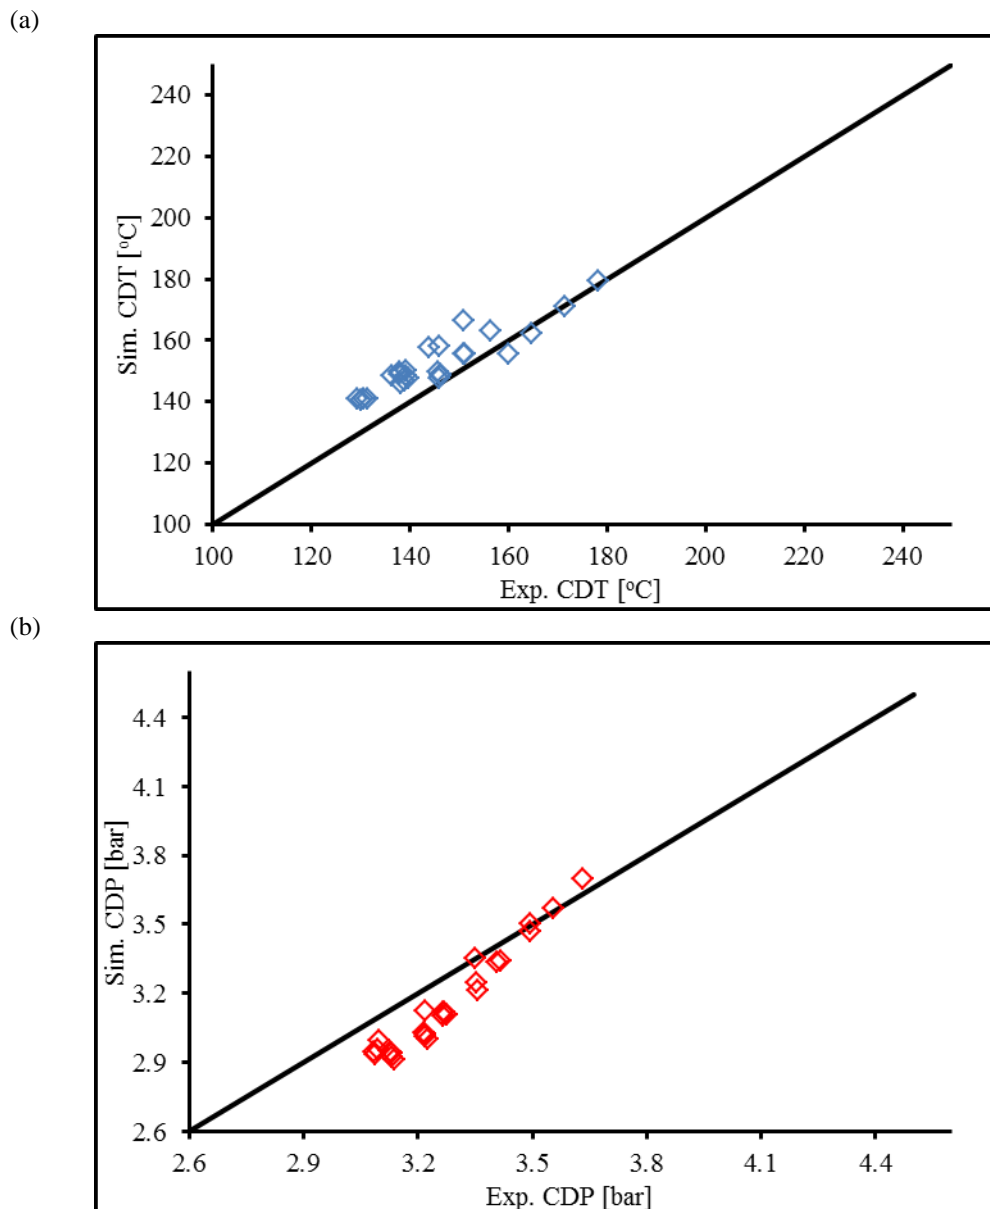 (a)
240
220
200
180
160
140
120
100
Sim. CDT [°C]
100 120 140 160 180 200 220 240
Exp. CDT [°C]
(b)
4.4
4.1
3.8
3.5
3.2
2.9
2.6
Sim. CDP [bar]
2.6 2.9 3.2 3.5 3.8 4.1 4.4
Exp. CDP [bar]